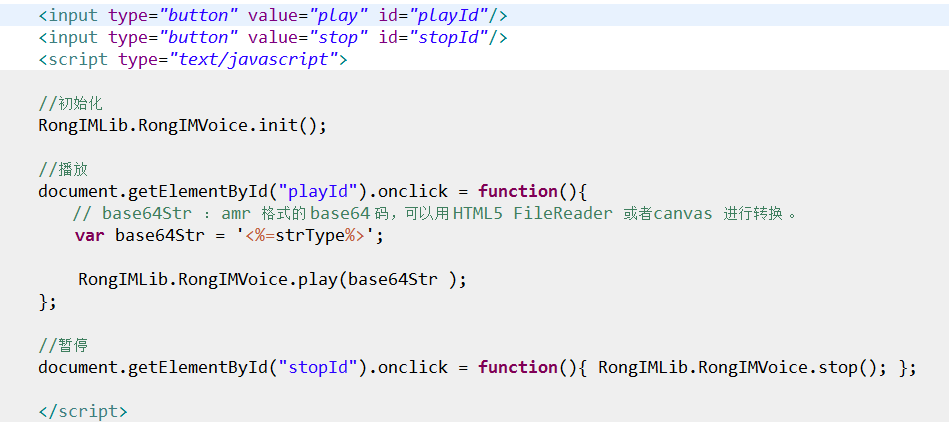 <input type="button" value="play" id="playId"/>
<input type="button" value="stop" id="stopId"/>
<script type="text/javascript">
//初始化
RongIMLib.RongIMVoice.init();
//播放
document.getElementById("playId").onclick = function(){
// base64Str : amr 格式的base64码，可以用HTML5 FileReader 或者canvas 进行转换 。
var base64Str = '<%=strType%>';
RongIMLib.RongIMVoice.play(base64Str );
};
//暂停
document.getElementById("stopId").onclick = function(){ RongIMLib.RongIMVoice.stop(); };
</script>